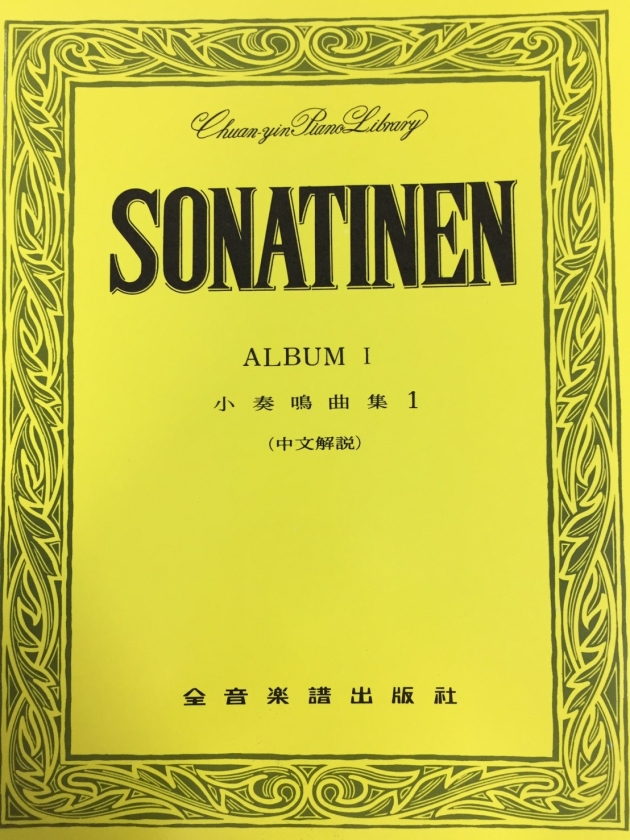 Chuan-yin Piano Library
SONATINEN
ALBUM I
小奏鳴曲集 1
(中文解説)
全音楽譜出版社